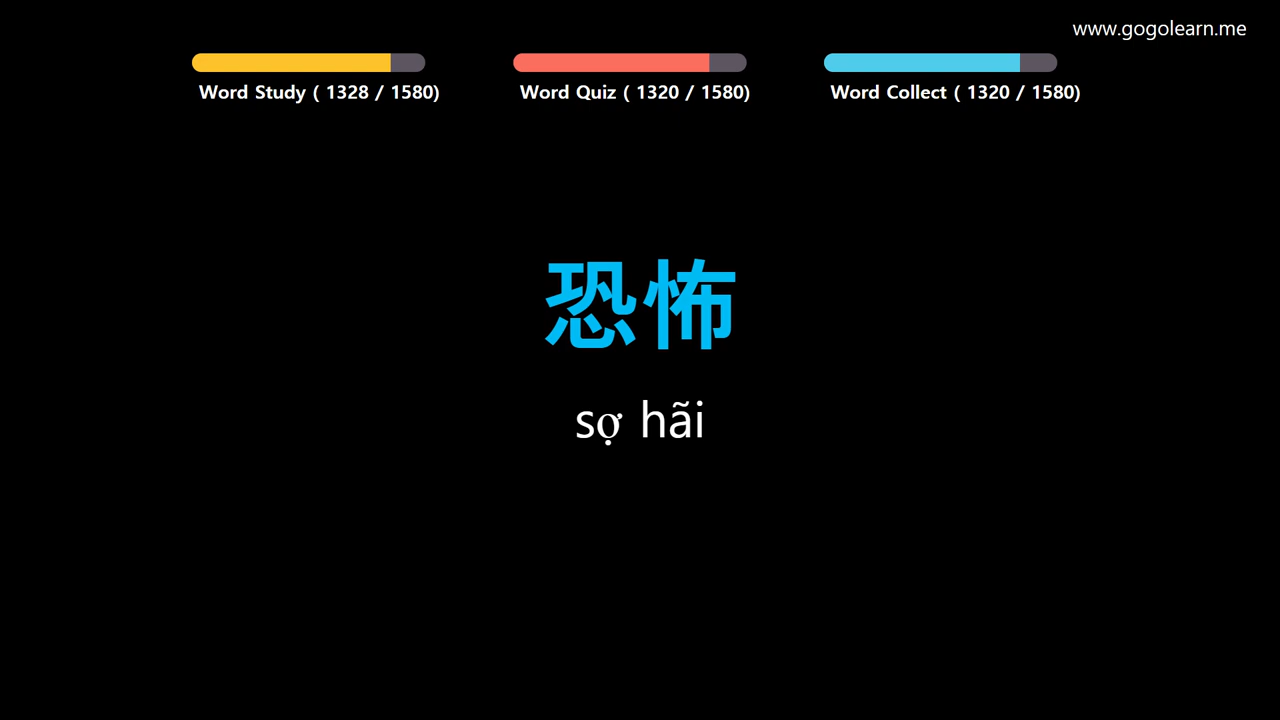 www.gogolearn.me
Word Study ( 1328 / 1580)
Word Quiz ( 1320 / 1580)
Word Collect ( 1320 / 1580)
恐怖
sợ hãi